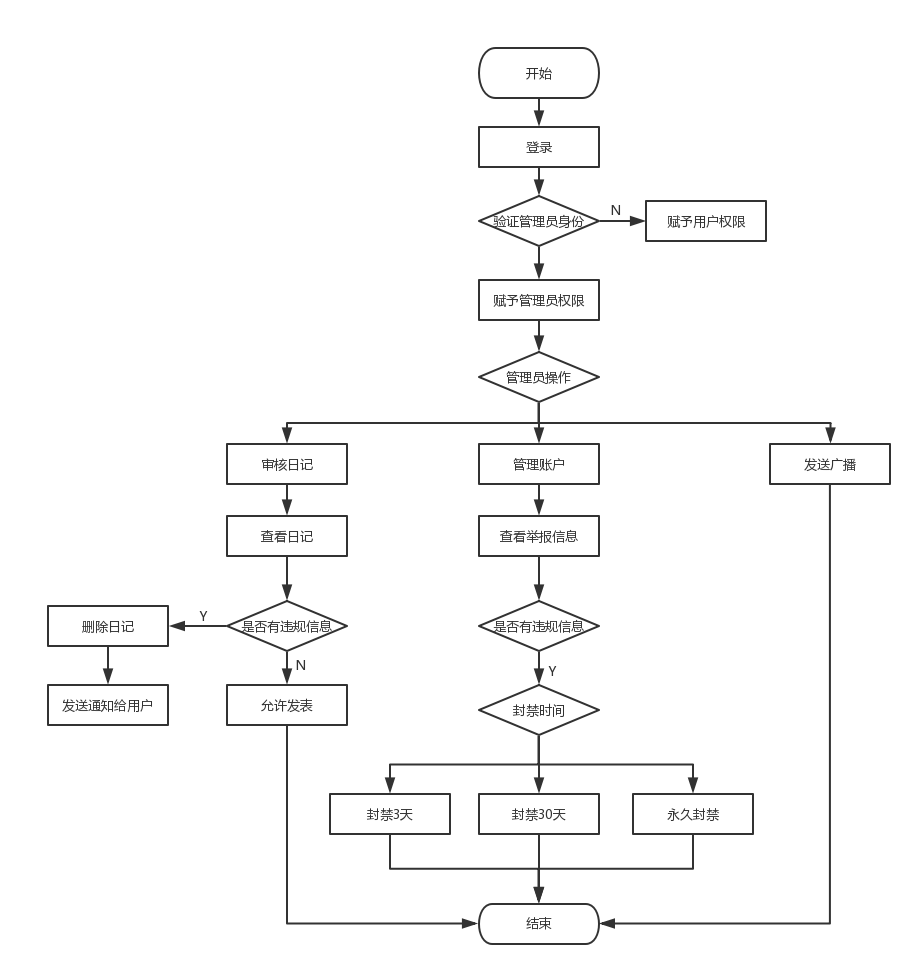 开始
登录
验证管理员身份
N
赋予用户权限
赋予管理员权限
管理员操作
审核日记
管理账户
发送广播
查看日记
查看举报信息
删除日记
Y
是否有违规信息
是否有违规信息
N
Y
发送通知给用户
允许发表
封禁时间
封禁3天
封禁30天
永久封禁
结束